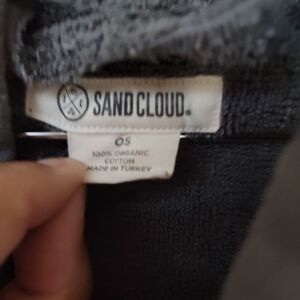 SAND CLOUD®
OS
100% ORGANIC
COTTON
MADE IN TURKEY